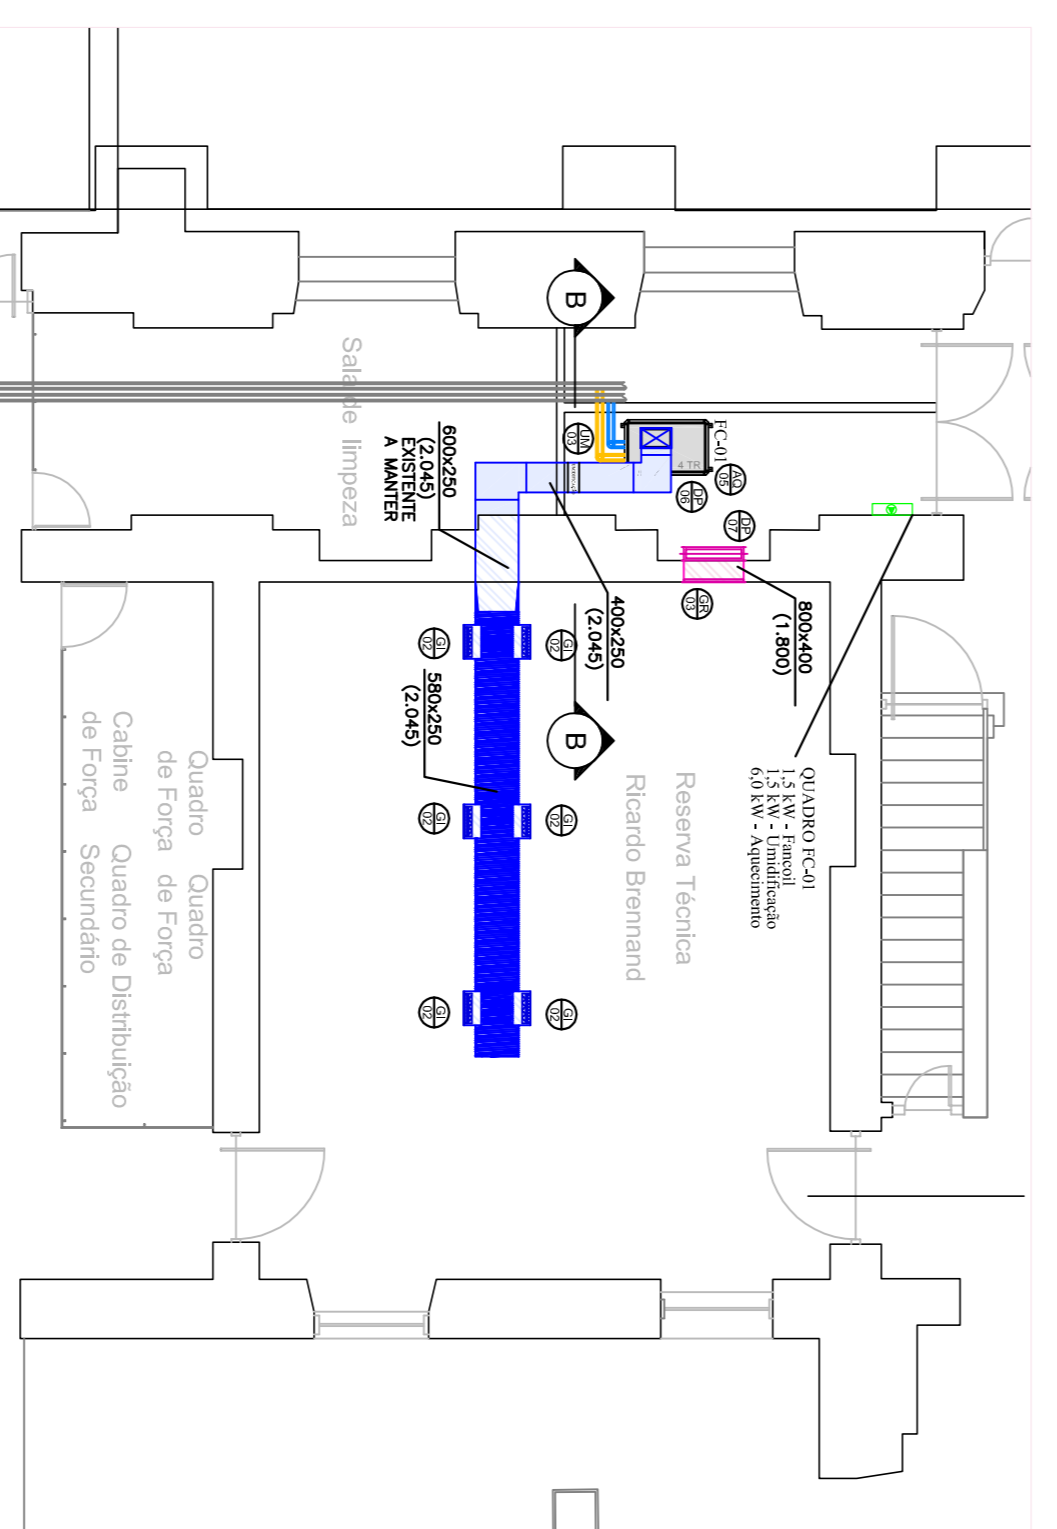 B
Sala de limpeza
600x250
(2.045)
EXISTENTE
A MANTER
UM
03
FC-01
4 TR
AQ
05
DP
06
DP
07
GR
03
800x400
(1.800)
400x250
(2.045)
GI
02
GI
02
580x250
(2.045)
B
GI
02
GI
02
GI
02
GI
02
Reserva Técnica
Ricardo Brennand
QUADRO FC-01
1,5 kW - Fancoil
1,5 kW - Umidificação
6,0 kW - Aquecimento
Quadro
de Força
Quadro
de Força
Cabine
de Força
Quadro de Distribuição
Secundário